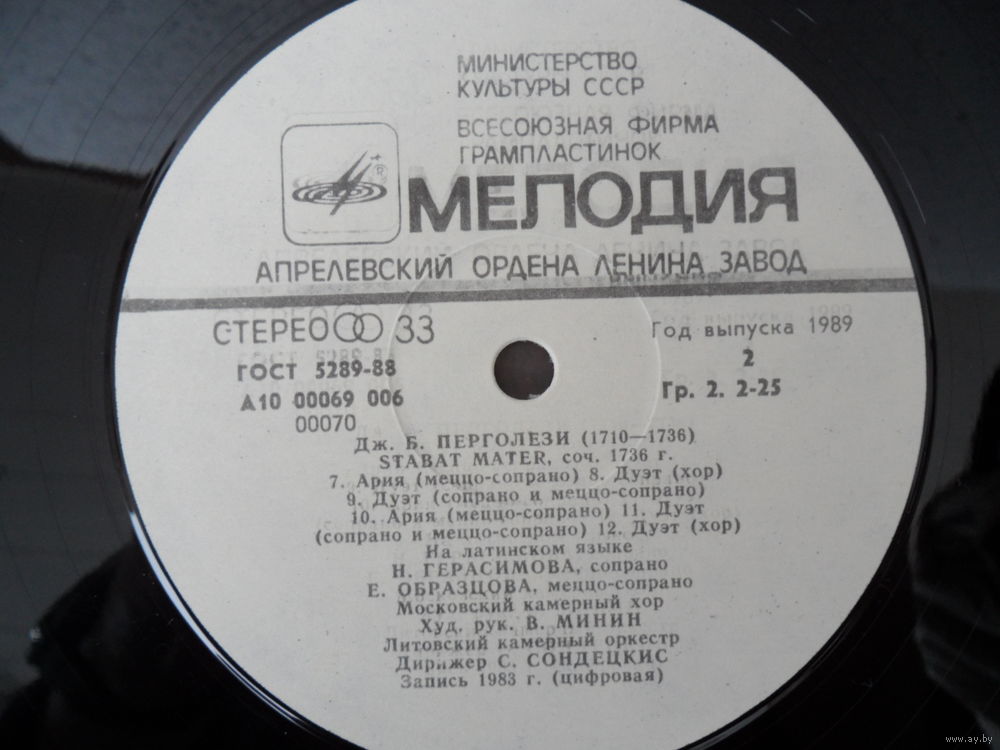 МИНИСТЕРСТВО
КУЛЬТУРЫ СССР
ВСЕСОЮЗНАЯ ФИРМА
ГРАМПЛАСТИНОК
МЕЛОДИЯ
АПРЕЛЕВСКИЙ ОРДЕНА ЛЕНИНА ЗАВОД
СТЕРЕО 33
Год выпуска 1989
ГОСТ 5289-88
2
А10 00069 006
Гр. 2. 2-25
00070
Дж. Б. ПЕРГОЛЕЗИ (1710—1736)
STABAT MATER, соч. 1736 г.
7. Ария (меццо-сопрано) 8. Дуэт (хор)
9. Дуэт (сопрано и меццо-сопрано)
10. Ария (меццо-сопрано) 11. Дуэт
(сопрано и меццо-сопрано) 12. Дуэт (хор)
На латинском языке
Н. ГЕРАСИМОВА, сопрано
Е. ОБРАЗЦОВА, меццо-сопрано
Московский камерный хор
Худ. рук. В. МИНИН
Литовский камерный оркестр
Дирижер С. СОНДЕЦКИС
Запись 1983 г. (цифровая)
www.ay.by